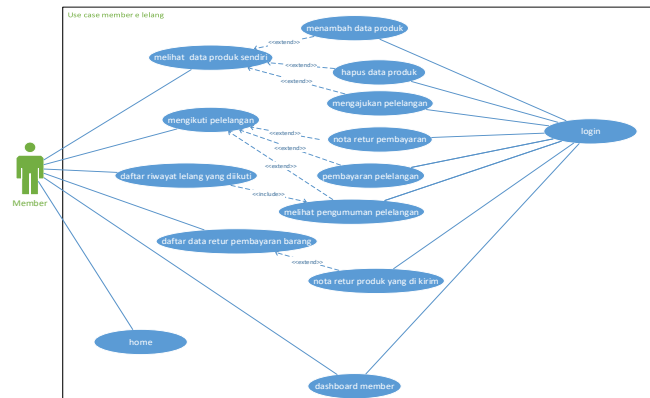 Use case member e lelang
menambah data produk
<<extend>>
melihat data produk sendiri
<<extend>>
hapus data produk
<<extend>>
mengajukan pelelangan
mengikuti pelelangan
<<extend>>
nota retur pembayaran
login
<<extend>>
pembayaran pelelangan
<<extend>>
daftar riwayat lelang yang diikuti
<<include>>
melihat pengumuman pelelangan
Member
daftar data retur pembayaran barang
<<extend>>
nota retur produk yang di kirim
home
dashboard member